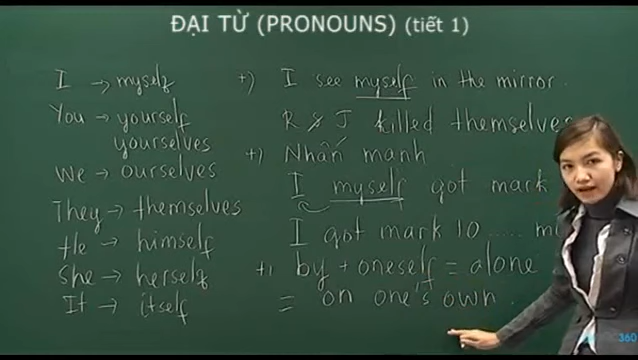 ĐẠI TỪ (PRONOUNS) (tiết 1)
I → myself
You → yourself
yourselves
We → ourselves
They → themselves
He → himself
She → herself
It → itself
+) I see myself in the mirror.
R & J killed themselves
+) Nhấn mạnh
I myself got mark
I got mark 10 .....
+) by + oneself = alone
= on one's own.
360